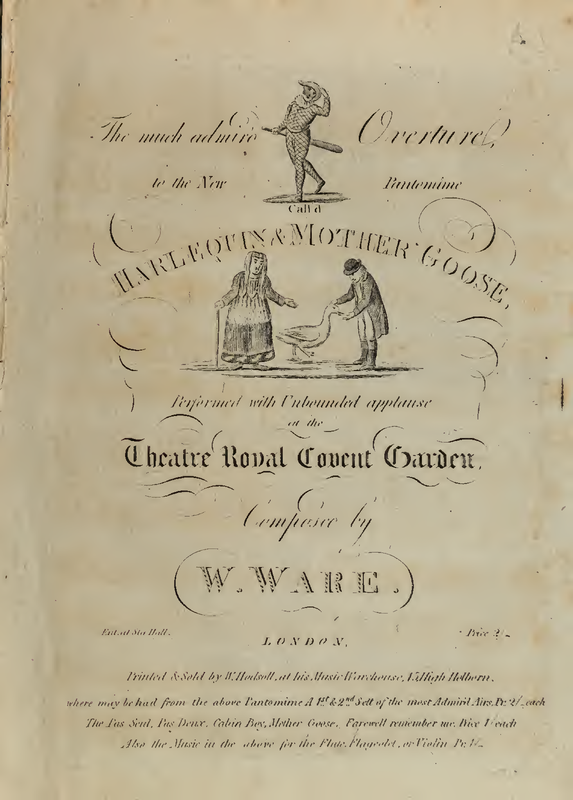 The much admired Overture,
to the New Pantomime
Call'd
HARLEQUIN & MOTHER GOOSE,
Performed with Unbounded applause
at the
Theatre Royal Covent Garden,
Composed by
W. WARE.
Ent. at Sta. Hall. Price 2/-
LONDON,
Printed & Sold by W. Hodsoll, at his Music Warehouse, High Holborn,
where may be had from the above Pantomime A 1st & 2nd Sett of the most Admir'd Airs, Pr. 2/- each
The Pas Seul, Pas Deux, Cabin Boy, Mother Goose, Farewell remember me, Price 1/ each
Also the Music in the above for the Flute, Flageolet, or Violin Pr.